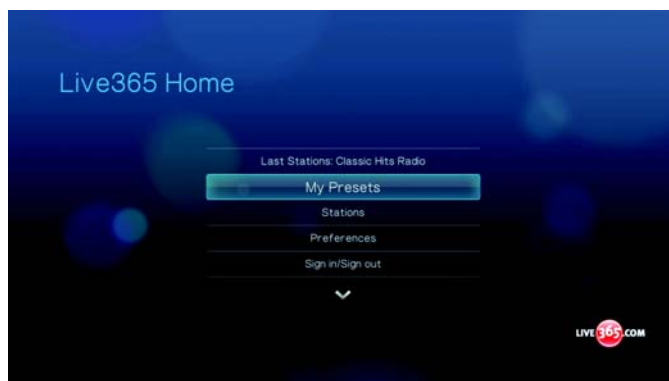 Live365 Home
Last Stations: Classic Hits Radio
My Presets
Stations
Preferences
Sign in/Sign out
LIVE365.COM